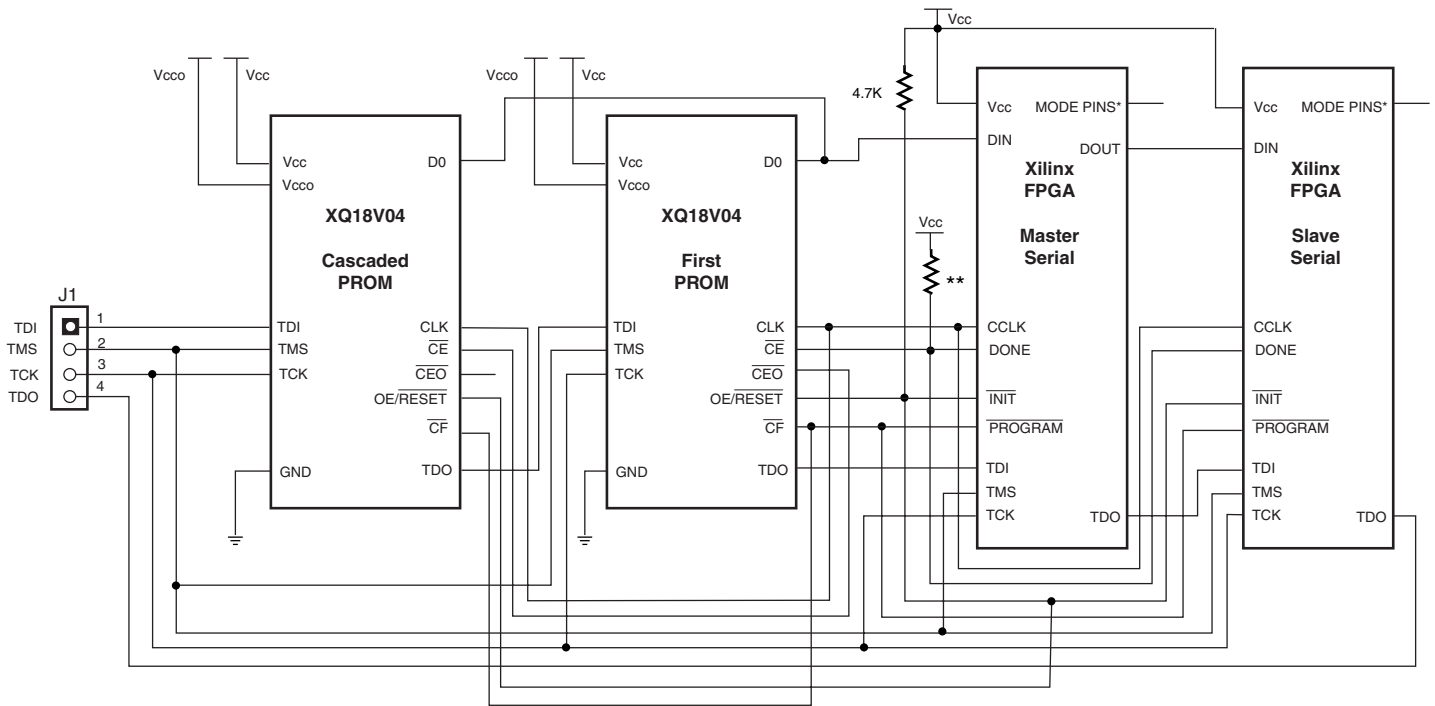 Vcc
Vcco
Vcc
Vcco
Vcc
4.7K
Vcc
MODE PINS*
DIN
DOUT
Xilinx
FPGA
Master
Serial
Vcc
MODE PINS*
DIN
Xilinx
FPGA
Slave
Serial
Vcc
Vcco
D0
XQ18V04
Cascaded
PROM
Vcc
Vcco
D0
XQ18V04
First
PROM
Vcc
**
J1
TDI
TMS
TCK
TDO
1
2
3
4
TDI
TMS
TCK
GND
CLK
CE
CEO
OE/RESET
CF
TDO
TDI
TMS
TCK
GND
CLK
CE
CEO
OE/RESET
CF
TDO
CCLK
DONE
INIT
PROGRAM
TDI
TMS
TCK
TDO
CCLK
DONE
INIT
PROGRAM
TDI
TMS
TCK
TDO